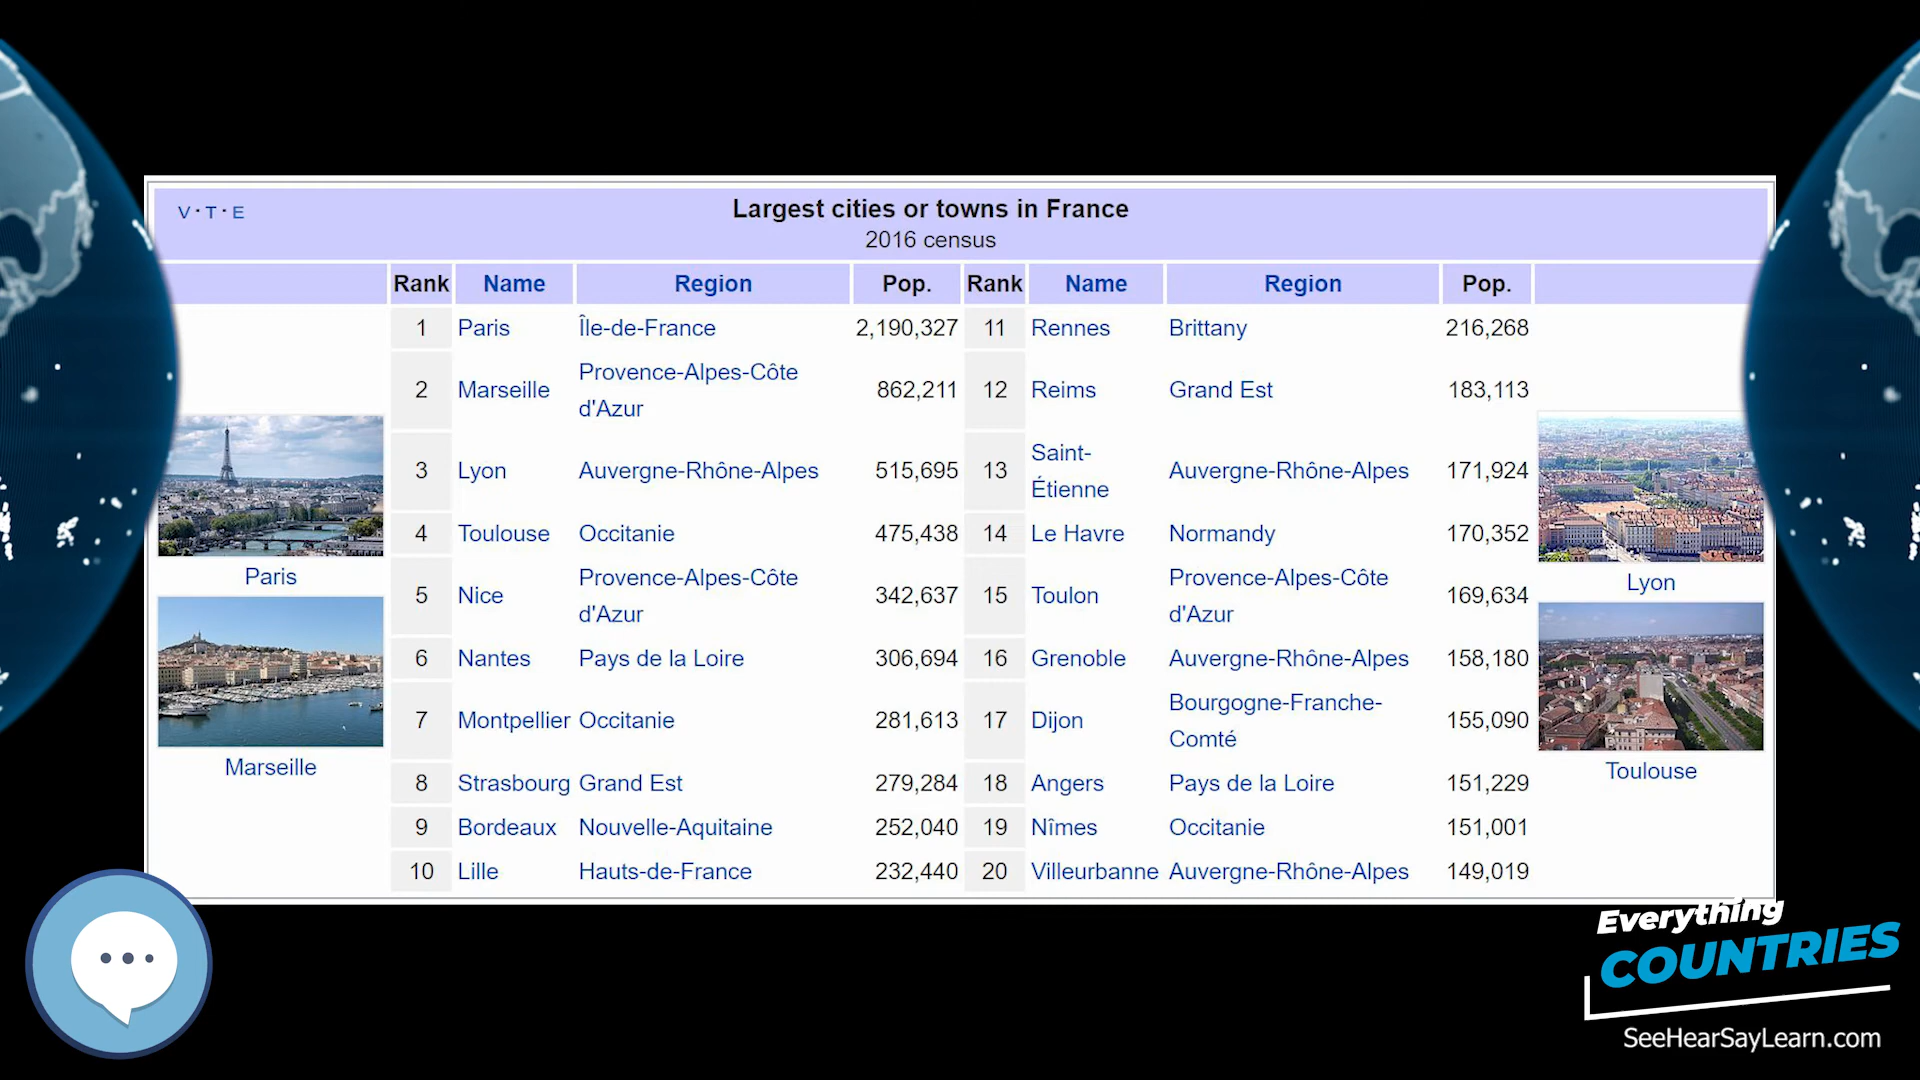 V · T · E
Largest cities or towns in France
2016 census
Rank Name Region Pop. Rank Name Region Pop.
1 Paris Île-de-France 2,190,327 11 Rennes Brittany 216,268
2 Marseille Provence-Alpes-Côte d'Azur 862,211 12 Reims Grand Est 183,113
3 Lyon Auvergne-Rhône-Alpes 515,695 13 Saint-Étienne Auvergne-Rhône-Alpes 171,924
4 Toulouse Occitanie 475,438 14 Le Havre Normandy 170,352
5 Nice Provence-Alpes-Côte d'Azur 342,637 15 Toulon Provence-Alpes-Côte d'Azur 169,634
6 Nantes Pays de la Loire 306,694 16 Grenoble Auvergne-Rhône-Alpes 158,180
7 Montpellier Occitanie 281,613 17 Dijon Bourgogne-Franche-Comté 155,090
8 Strasbourg Grand Est 279,284 18 Angers Pays de la Loire 151,229
9 Bordeaux Nouvelle-Aquitaine 252,040 19 Nîmes Occitanie 151,001
10 Lille Hauts-de-France 232,440 20 Villeurbanne Auvergne-Rhône-Alpes 149,019
Paris
Marseille
Lyon
Toulouse
Everything
COUNTRIES
SeeHearSayLearn.com